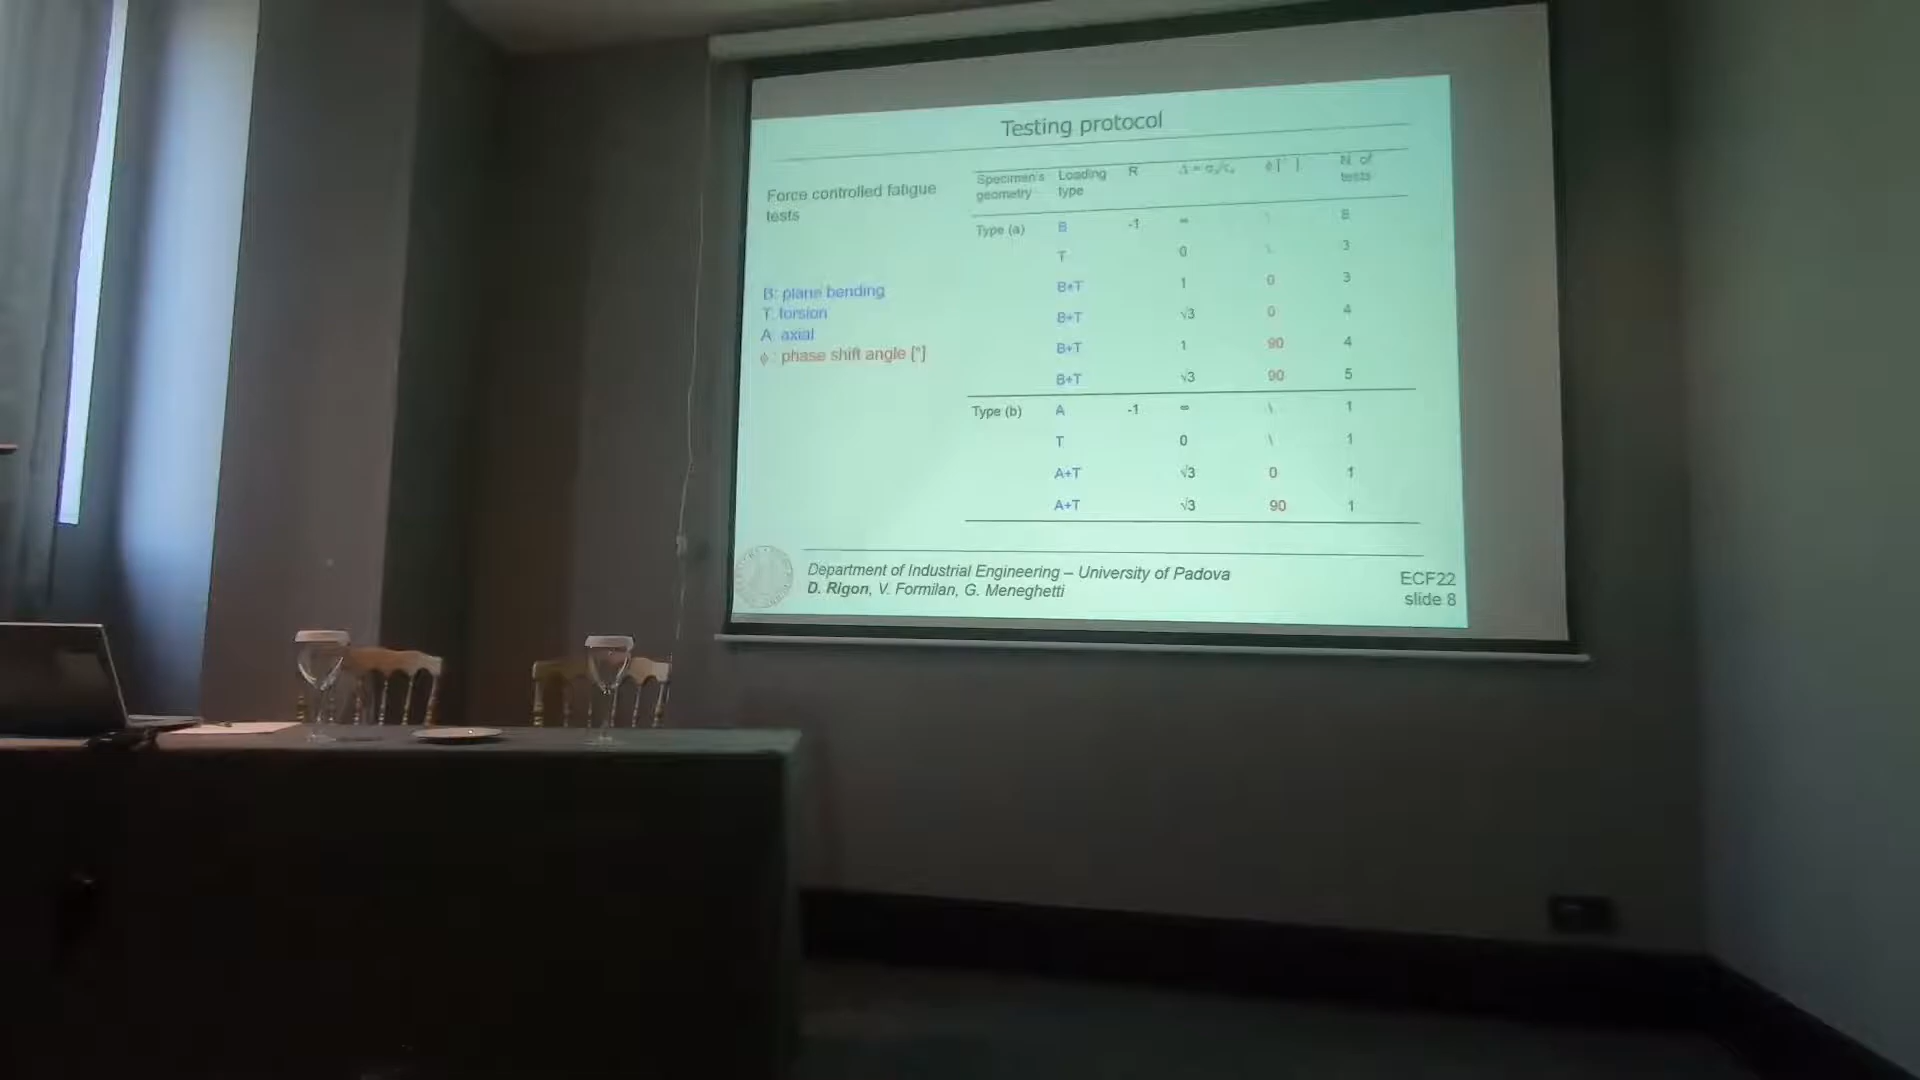 Testing protocol
Force controlled fatigue
tests
B: plane bending
T: torsion
A: axial
ϕ : phase shift angle [°]
Specimen's geometry Loading type R N. of tests
Type (a) B -1 ∞ 8
T 0 \ 3
B+T 1 0 3
B+T √3 0 4
B+T 1 90 4
B+T √3 90 5
Type (b) A -1 ∞ \ 1
T 0 \ 1
A+T √3 0 1
A+T √3 90 1
Department of Industrial Engineering – University of Padova
D. Rigon, V. Formilan, G. Meneghetti
ECF22
slide 8